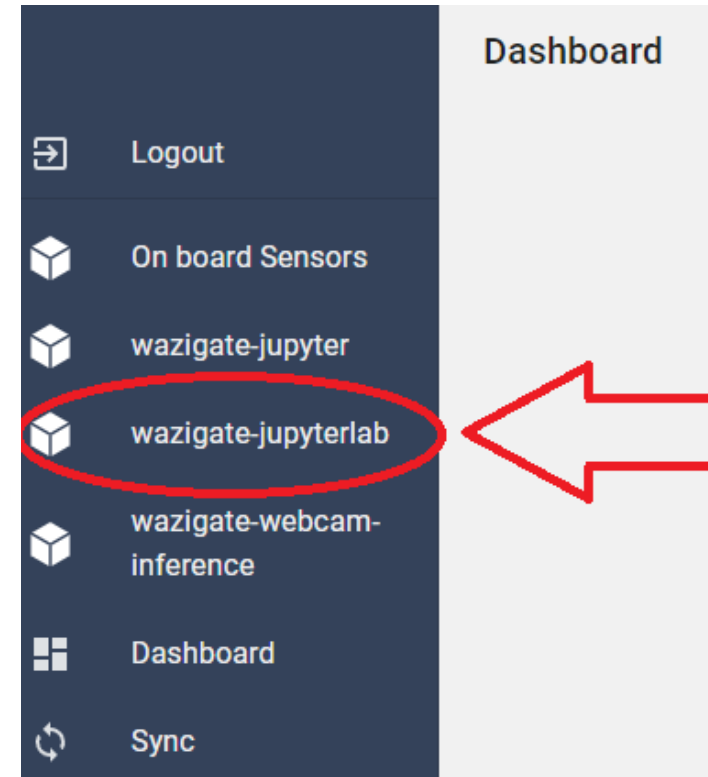 Dashboard
Logout
On board Sensors
wazigate-jupyter
wazigate-jupyterlab
wazigate-webcam-
inference
Dashboard
Sync